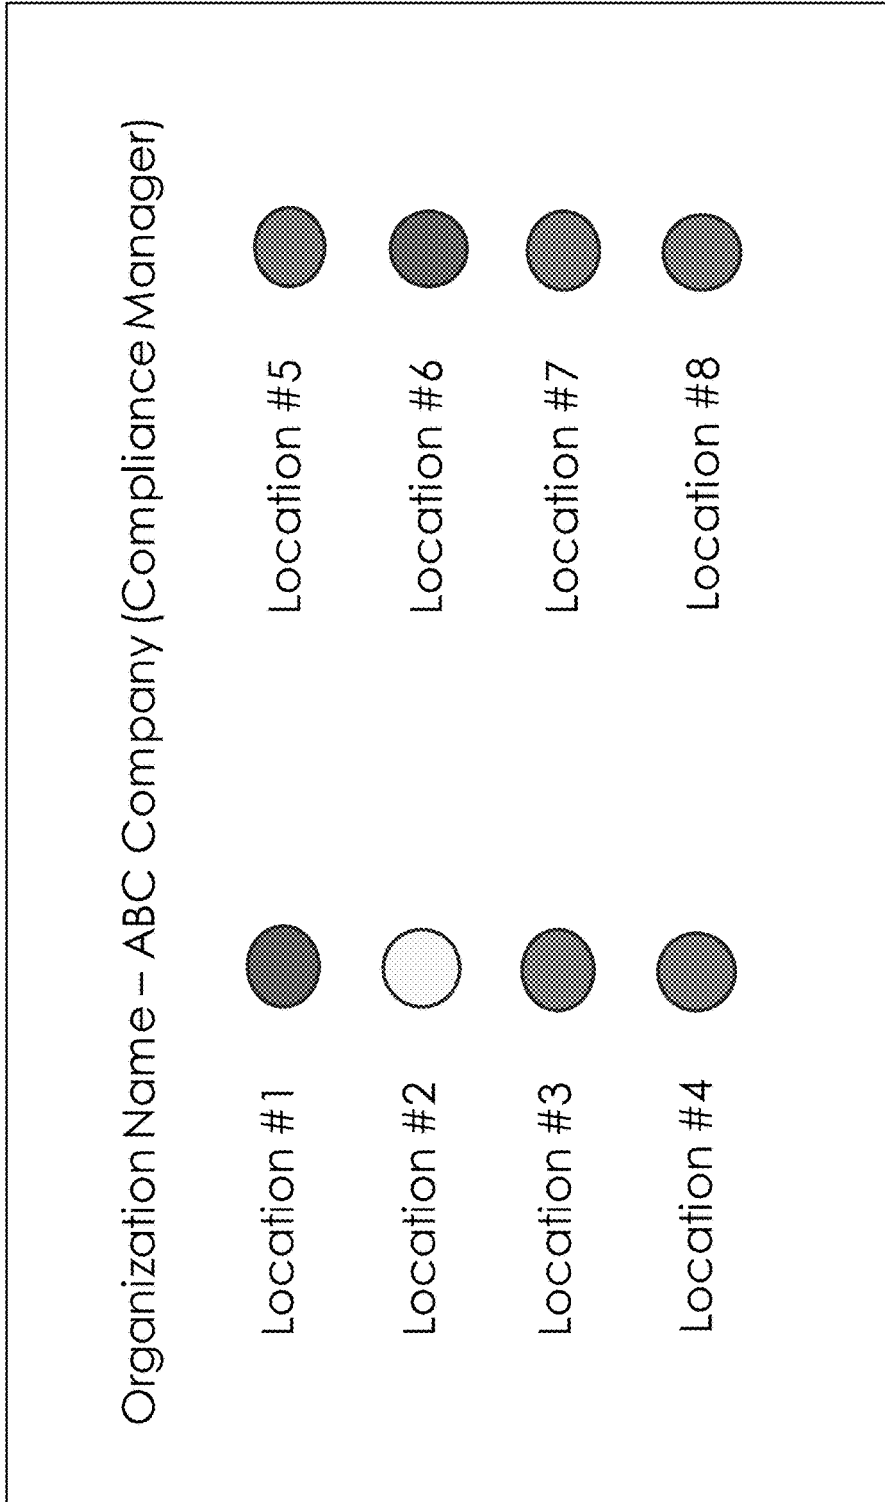 Organization Name – ABC Company (Compliance Manager)
Location #1
Location #2
Location #3
Location #4
Location #5
Location #6
Location #7
Location #8